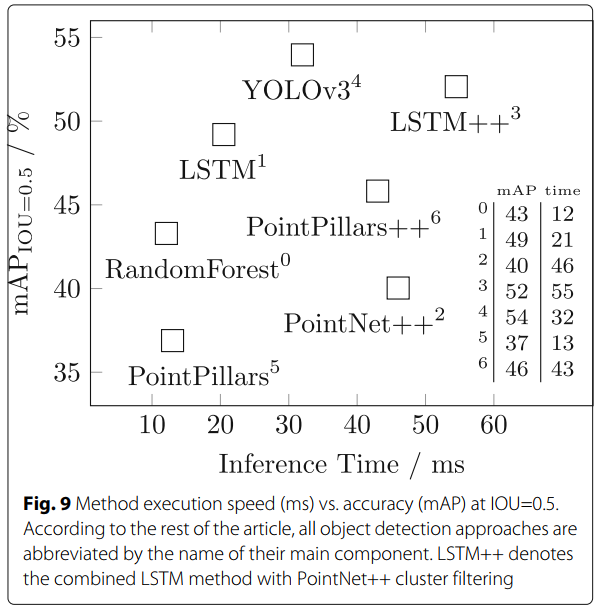 55
50
45
40
35
mAP_{IOU=0.5} / %
YOLOv3⁴
LSTM++³
LSTM¹
PointPillars++⁶
RandomForest⁰
PointNet++²
PointPillars⁵
mAP time
⁰ 43 12
¹ 49 21
² 40 46
³ 52 55
⁴ 54 32
⁵ 37 13
⁶ 46 43
10 20 30 40 50 60
Inference Time / ms
Fig. 9 Method execution speed (ms) vs. accuracy (mAP) at IOU=0.5.
According to the rest of the article, all object detection approaches are
abbreviated by the name of their main component. LSTM++ denotes
the combined LSTM method with PointNet++ cluster filtering